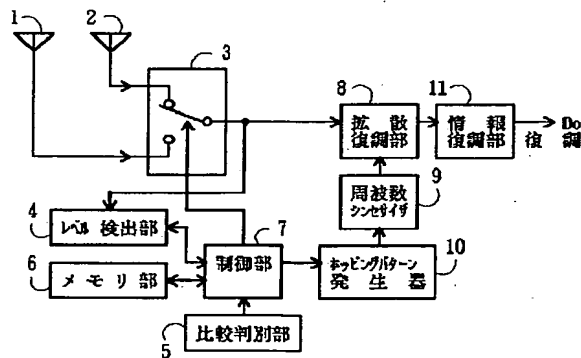 1
2
3
8
11
拡散
復調部
情報
復調部
Do
復調
9
周波数
シンセサイザ
4
レベル検出部
7
制御部
10
ホッピングパターン
発生器
6
メモリ部
5
比較判別部